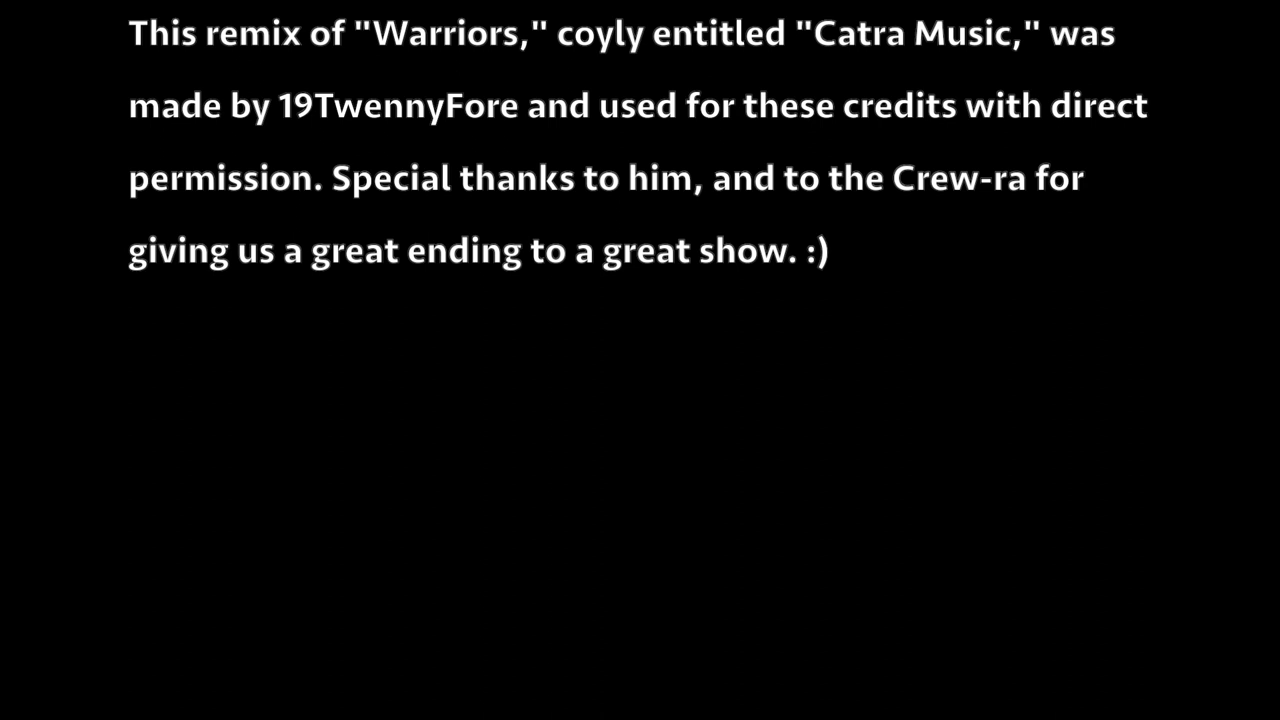 This remix of "Warriors," coyly entitled "Catra Music," was
made by 19TwennyFore and used for these credits with direct
permission. Special thanks to him, and to the Crew-ra for
giving us a great ending to a great show. :)